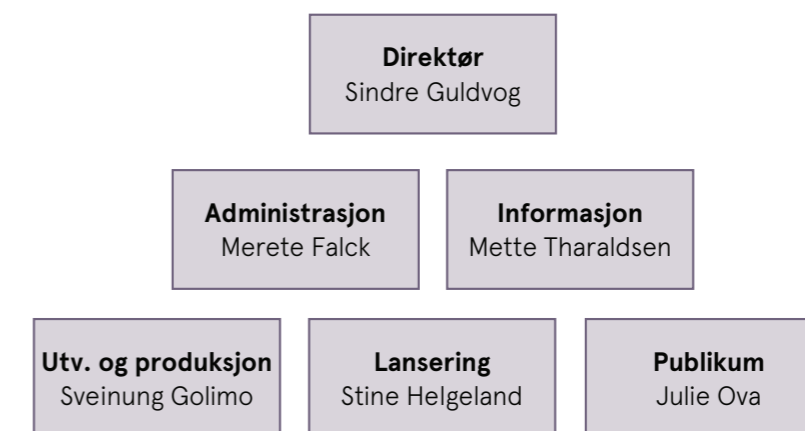 Direktør
Sindre Guldvog
Administrasjon
Merete Falck
Informasjon
Mette Tharaldsen
Utv. og produksjon
Sveinung Golimo
Lansering
Stine Helgeland
Publikum
Julie Ova